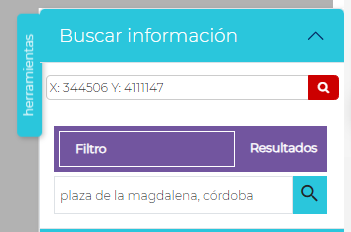 herramientas
Buscar información
X: 344506 Y: 4111147
Filtro Resultados
plaza de la magdalena, córdoba